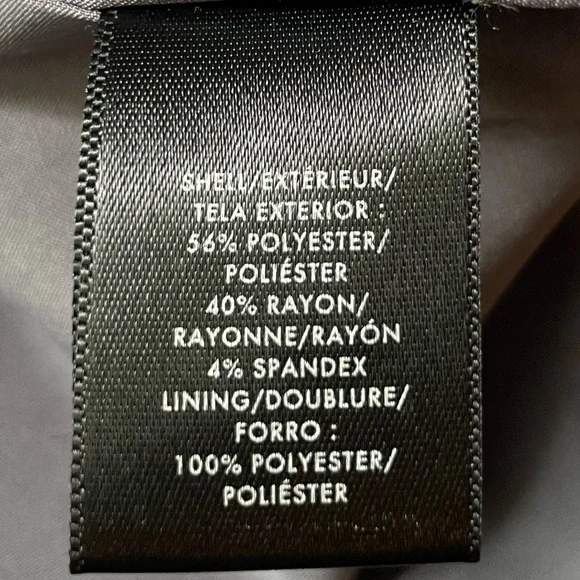 SHELL/EXTÉRIEUR/
TELA EXTERIOR :
56% POLYESTER/
POLIÉSTER
40% RAYON/
RAYONNE/RAYÓN
4% SPANDEX
LINING/DOUBLURE/
FORRO :
100% POLYESTER/
POLIÉSTER